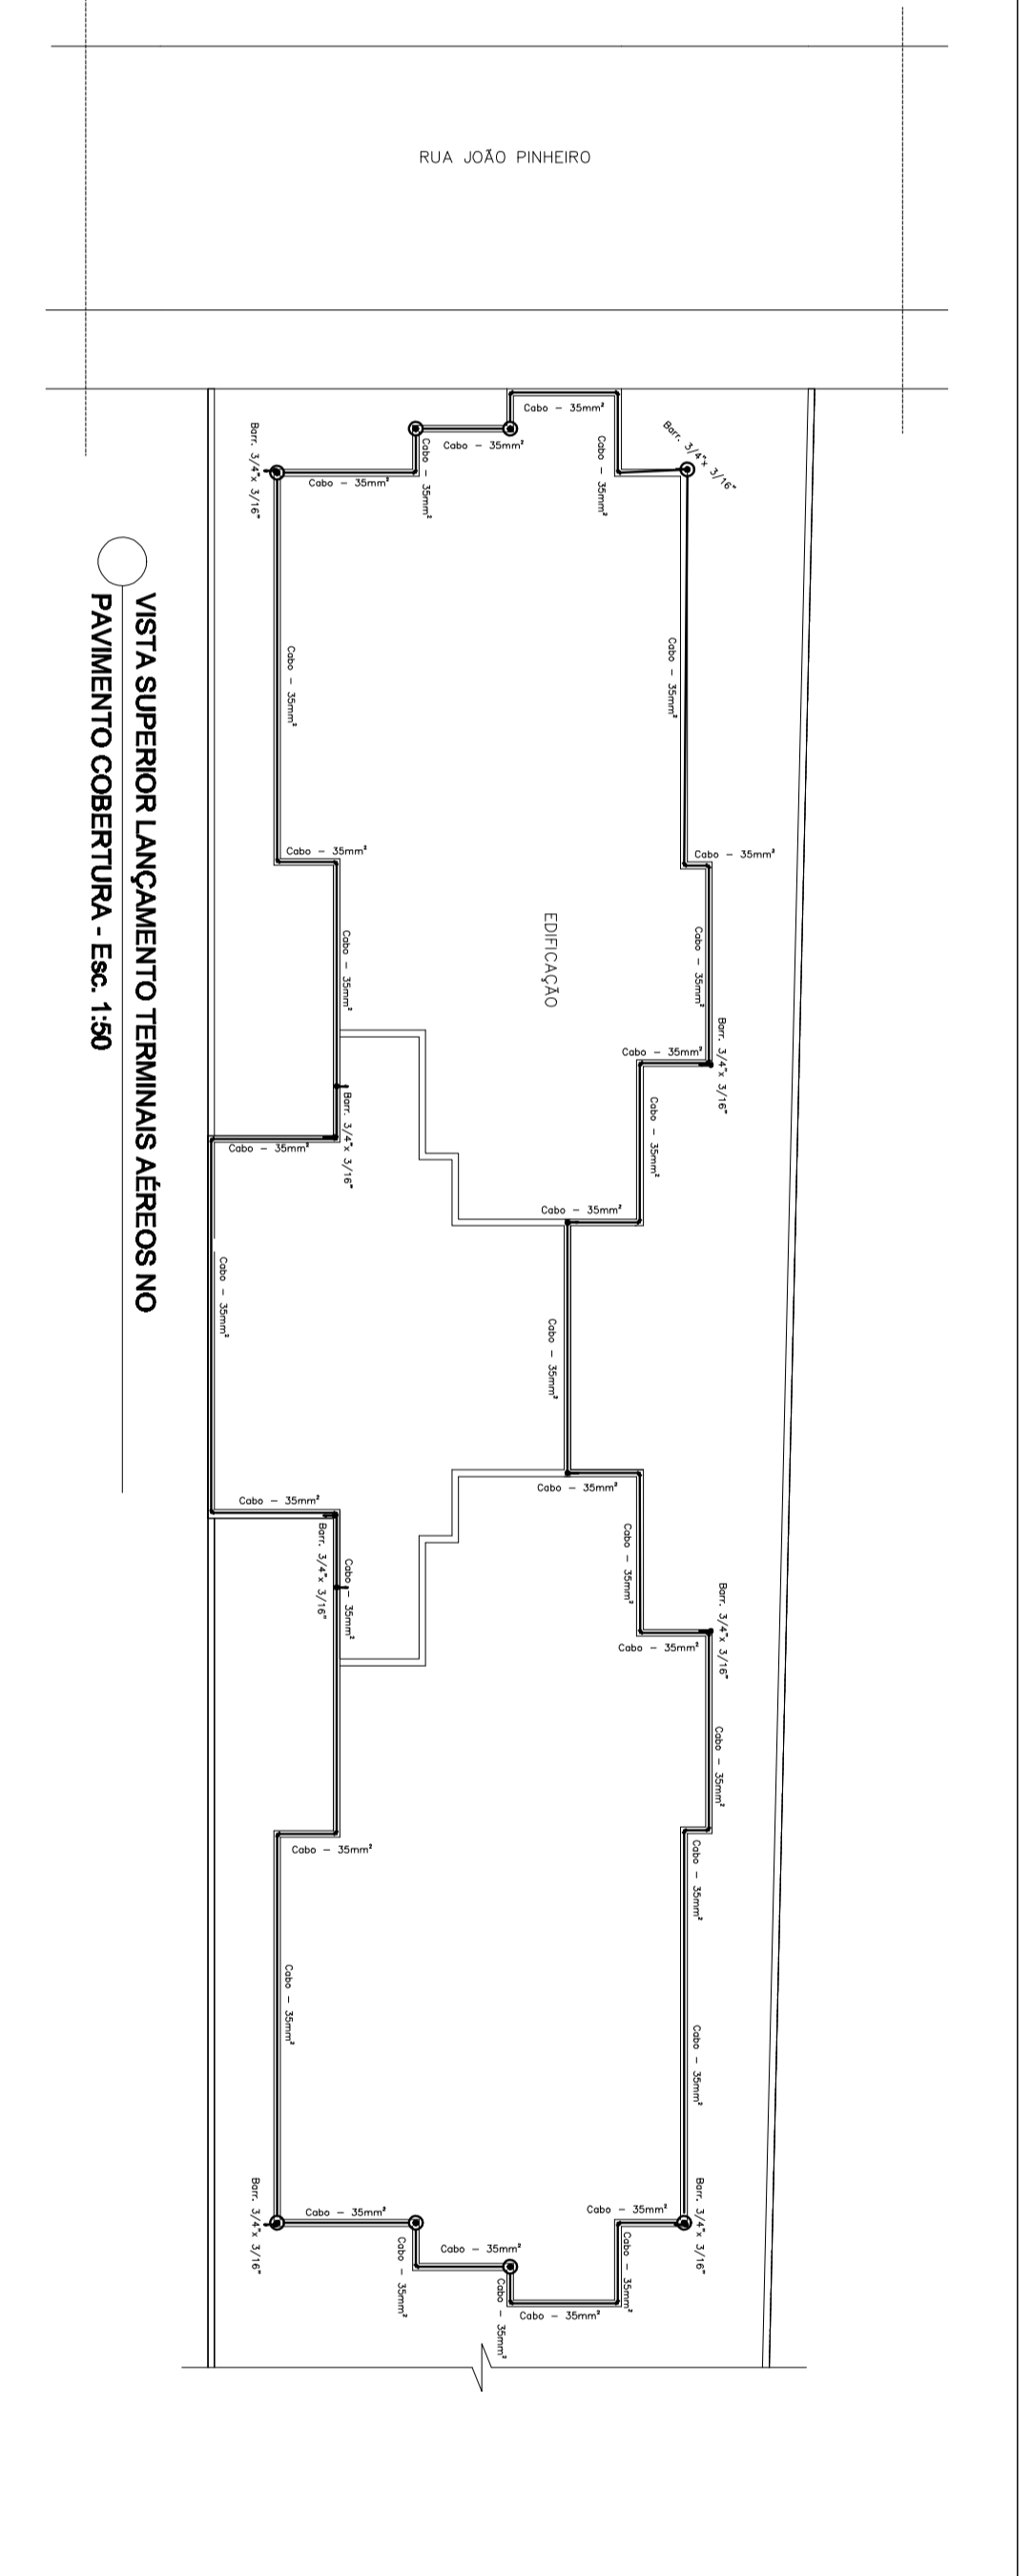 RUA JOÃO PINHEIRO
Cabo - 35mm²
Cabo - 35mm²
Cabo - 35mm²
Cabo - 35mm²
Cabo - 35mm²
Barr. 3/4"x 3/16"
Barr. 3/4"x 3/16"
Cabo - 35mm²
Cabo - 35mm²
VISTA SUPERIOR LANÇAMENTO TERMINAIS AÉREOS NO
PAVIMENTO COBERTURA - Esc. 1:50
Cabo - 35mm²
Cabo - 35mm²
EDIFICAÇÃO
Cabo - 35mm²
Cabo - 35mm²
Barr. 3/4"x 3/16"
Cabo - 35mm²
Cabo - 35mm²
Barr. 3/4"x 3/16"
Cabo - 35mm²
Cabo - 35mm²
Cabo - 35mm²
Cabo - 35mm²
Cabo - 35mm²
Cabo - 35mm²
Barr. 3/4"x 3/16"
Cabo - 35mm²
Cabo - 35mm²
Barr. 3/4"x 3/16"
Cabo - 35mm²
Cabo - 35mm²
Cabo - 35mm²
Cabo - 35mm²
Cabo - 35mm²
Cabo - 35mm²
Barr. 3/4"x 3/16"
Cabo - 35mm²
Cabo - 35mm²
Barr. 3/4"x 3/16"
Cabo - 35mm²
Cabo - 35mm²
Cabo - 35mm²
Cabo - 35mm²
Cabo - 35mm²